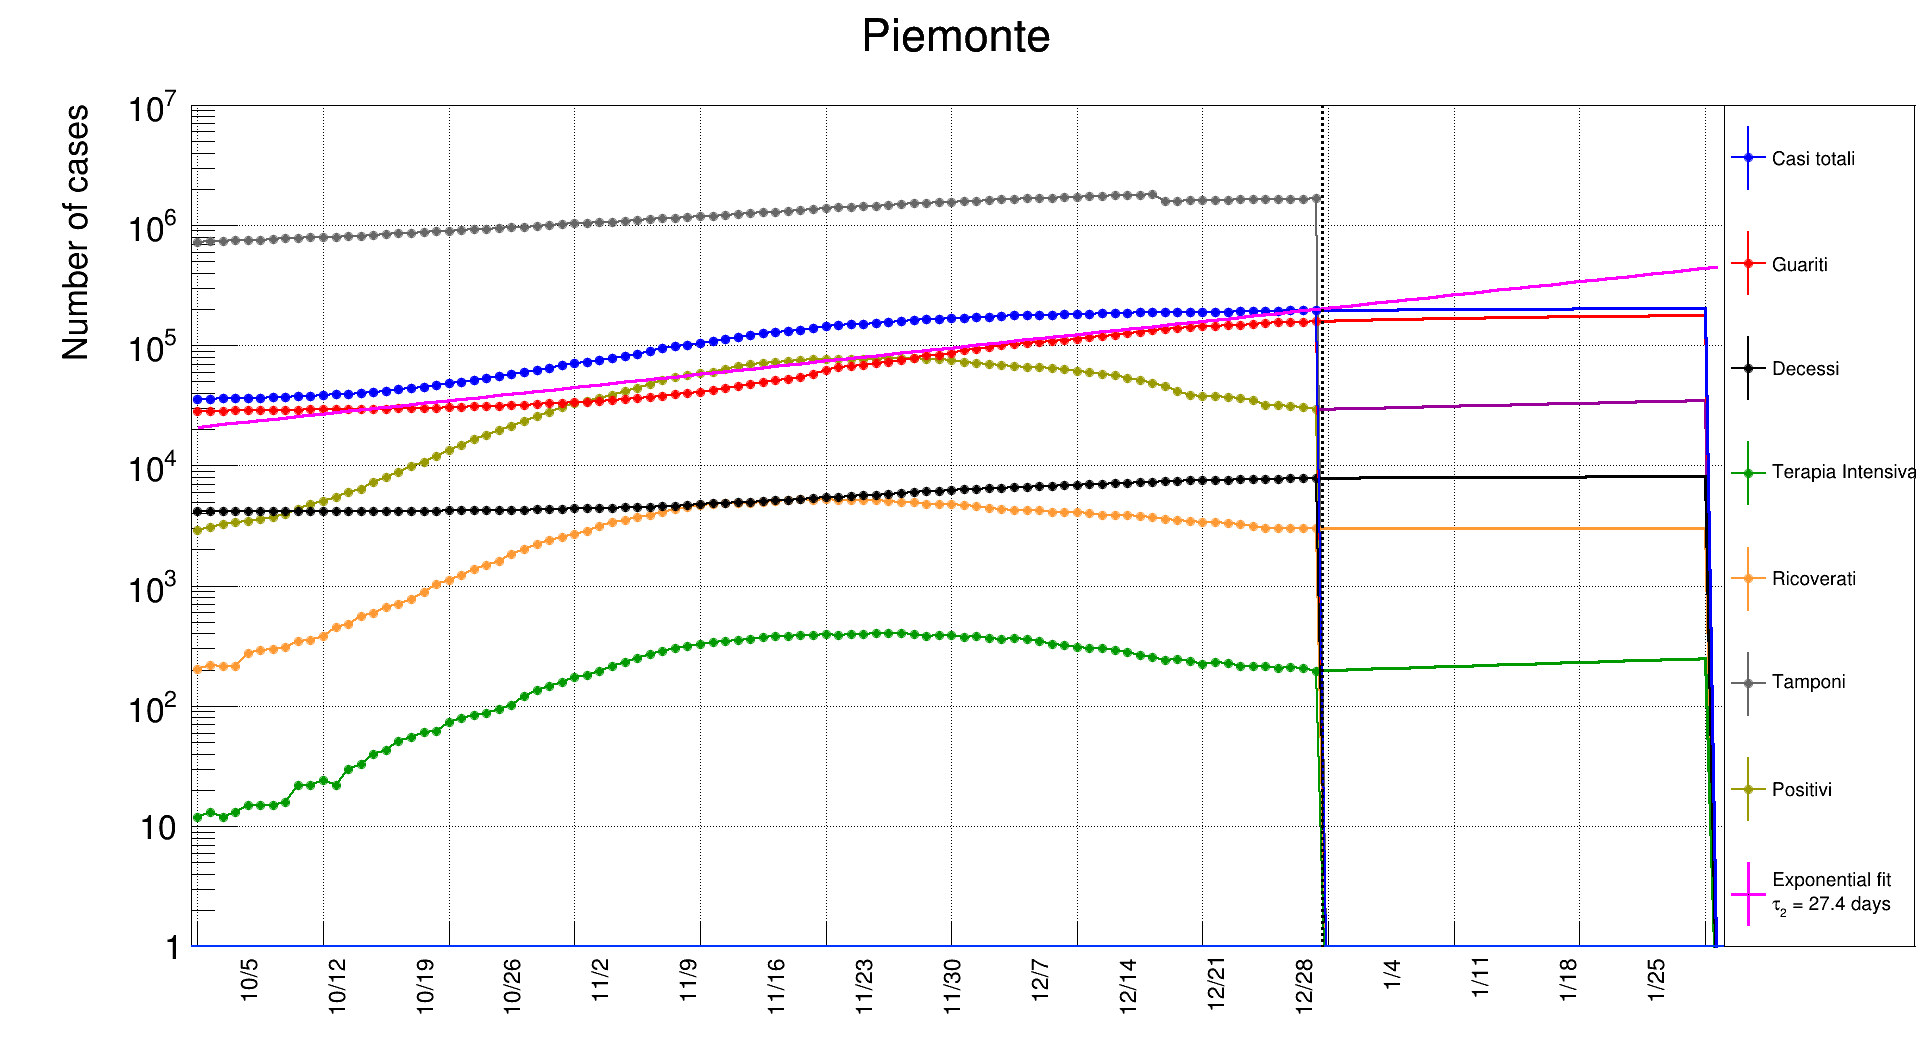 Piemonte
Number of cases
10^7
10^6
10^5
10^4
10^3
10^2
10
1
10/5
10/12
10/19
10/26
11/2
11/9
11/16
11/23
11/30
12/7
12/14
12/21
12/28
1/4
1/11
1/18
1/25
Casi totali
Guariti
Decessi
Terapia Intensiva
Ricoverati
Tamponi
Positivi
Exponential fit
τ₂ = 27.4 days